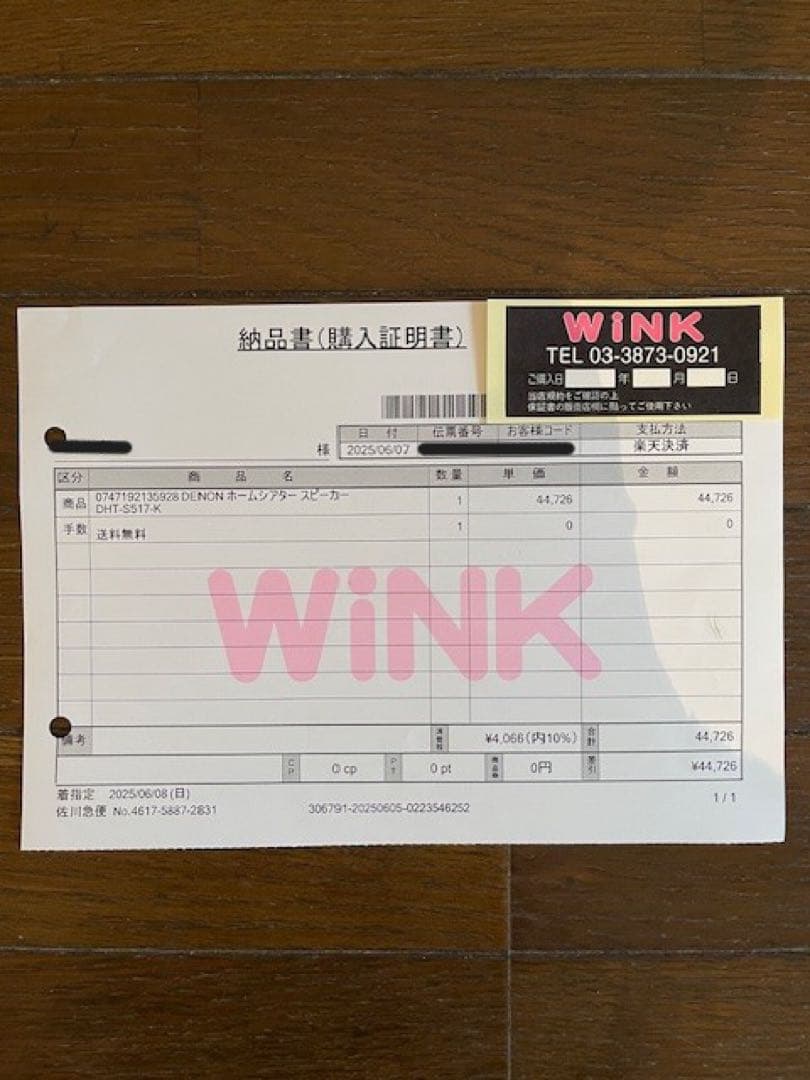 納品書(購入証明書)
WiNK
TEL 03-3873-0921
ご購入日 年 月 日
当店規約をご確認の上
保証書の販売店欄に貼ってご使用下さい
様
日 付 伝票番号 お客様コード 支払方法
2025/06/07 楽天決済
区分 商 品 名 数量 単 価 金 額
商品 0747192135928 DENON ホームシアター スピーカー 1 44,726 44,726
DHT-S517-K
手数 送料無料 1 0 0
WiNK
備考 消費税 ¥4,066(内10%) 合計 44,726
CP 0 cp PT 0 pt 商品券 0円 差引 ¥44,726
着指定 2025/06/08 (日) 1 / 1
佐川急便 No.4617-5887-2831 306791-20250605-0223546252